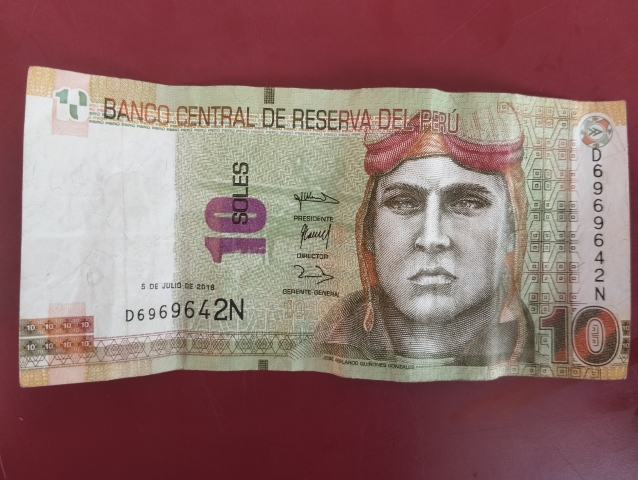 10
BANCO CENTRAL DE RESERVA DEL PERÚ
10 SOLES
PRESIDENTE
DIRECTOR
GERENTE GENERAL
5 DE JULIO DE 2018
D6969642N
D6969642N
10 10 10 10
10 10 10 10
JOSÉ ABELARDO QUIÑONES GONZALES
10